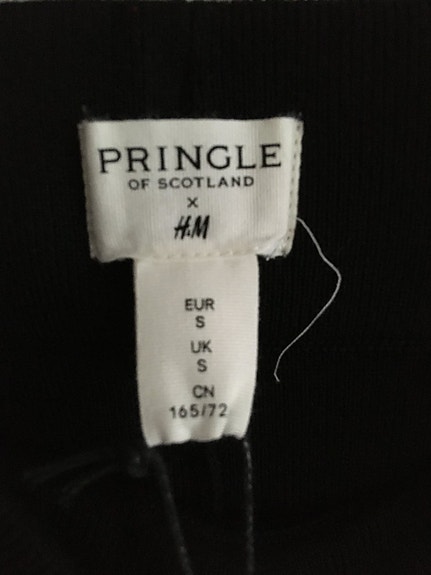 PRINGLE
OF SCOTLAND
x
H&M
EUR
S
UK
S
CN
165/72